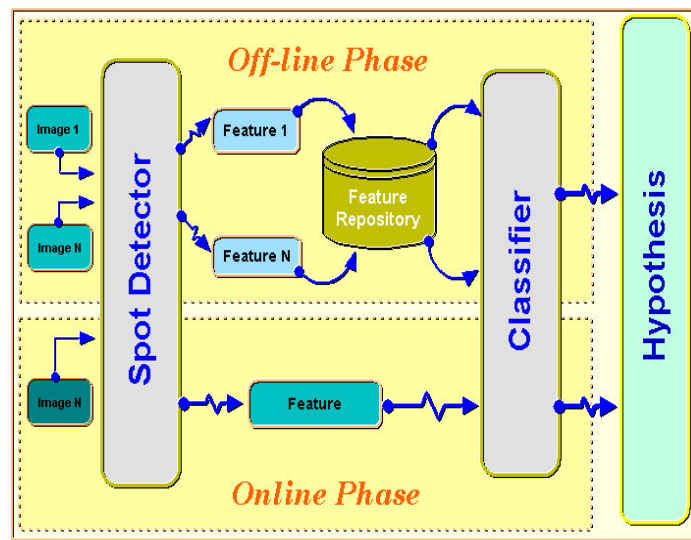 Off-line Phase
Image 1
Image N
Spot Detector
Feature 1
Feature N
Feature
Repository
Classifier
Hypothesis
Image N
Feature
Online Phase